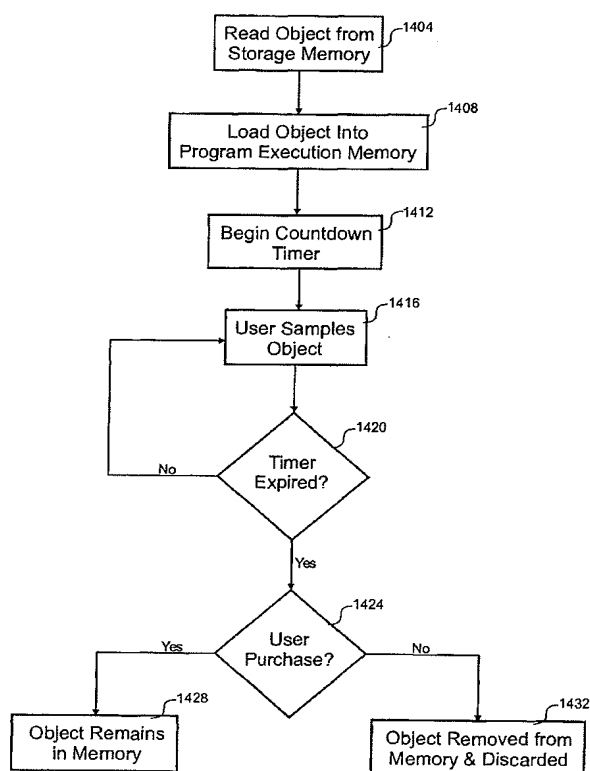 Read Object from
Storage Memory
1404
Load Object Into
Program Execution Memory
1408
Begin Countdown
Timer
1412
User Samples
Object
1416
Timer
Expired?
1420
No
Yes
User
Purchase?
1424
Yes
No
Object Remains
in Memory
1428
Object Removed from
Memory & Discarded
1432